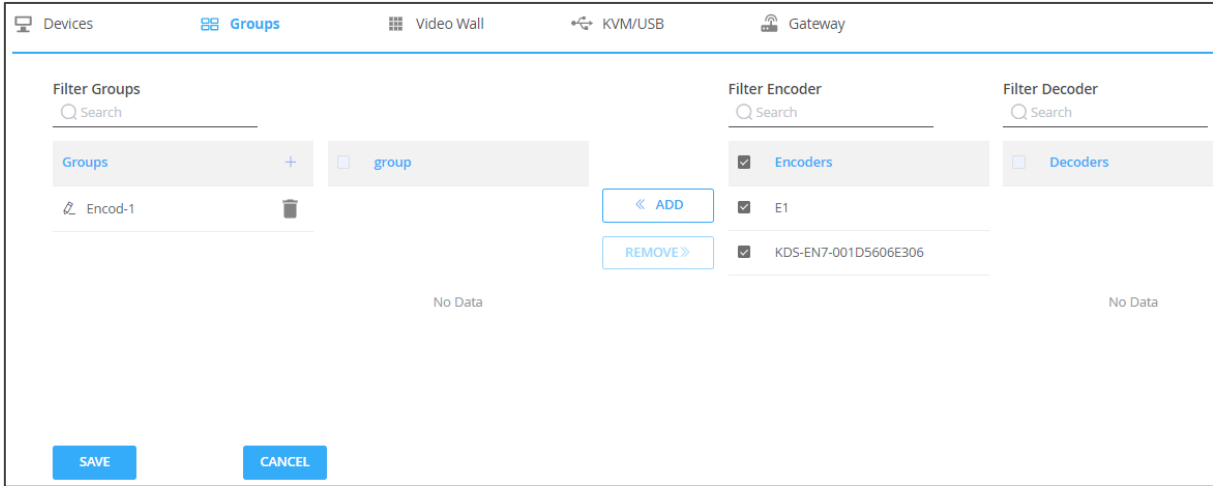 Devices
Groups
Video Wall
KVM/USB
Gateway
Filter Groups
Search
Filter Encoder
Search
Filter Decoder
Search
Groups +
group
Encoders
Decoders
Encod-1
« ADD
E1
REMOVE »
KDS-EN7-001D5606E306
No Data
No Data
SAVE
CANCEL